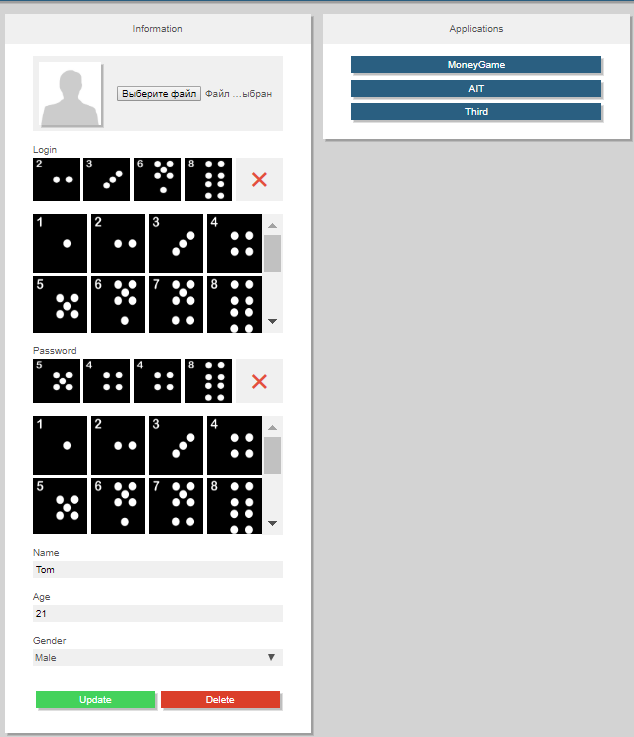 Information
Выберите файл Файл ...ыбран
Login
2 3 6 8
1 2 3 4
5 6 7 8
Password
5 4 4 8
1 2 3 4
5 6 7 8
Name
Tom
Age
21
Gender
Male
Update Delete
Applications
MoneyGame
AIT
Third